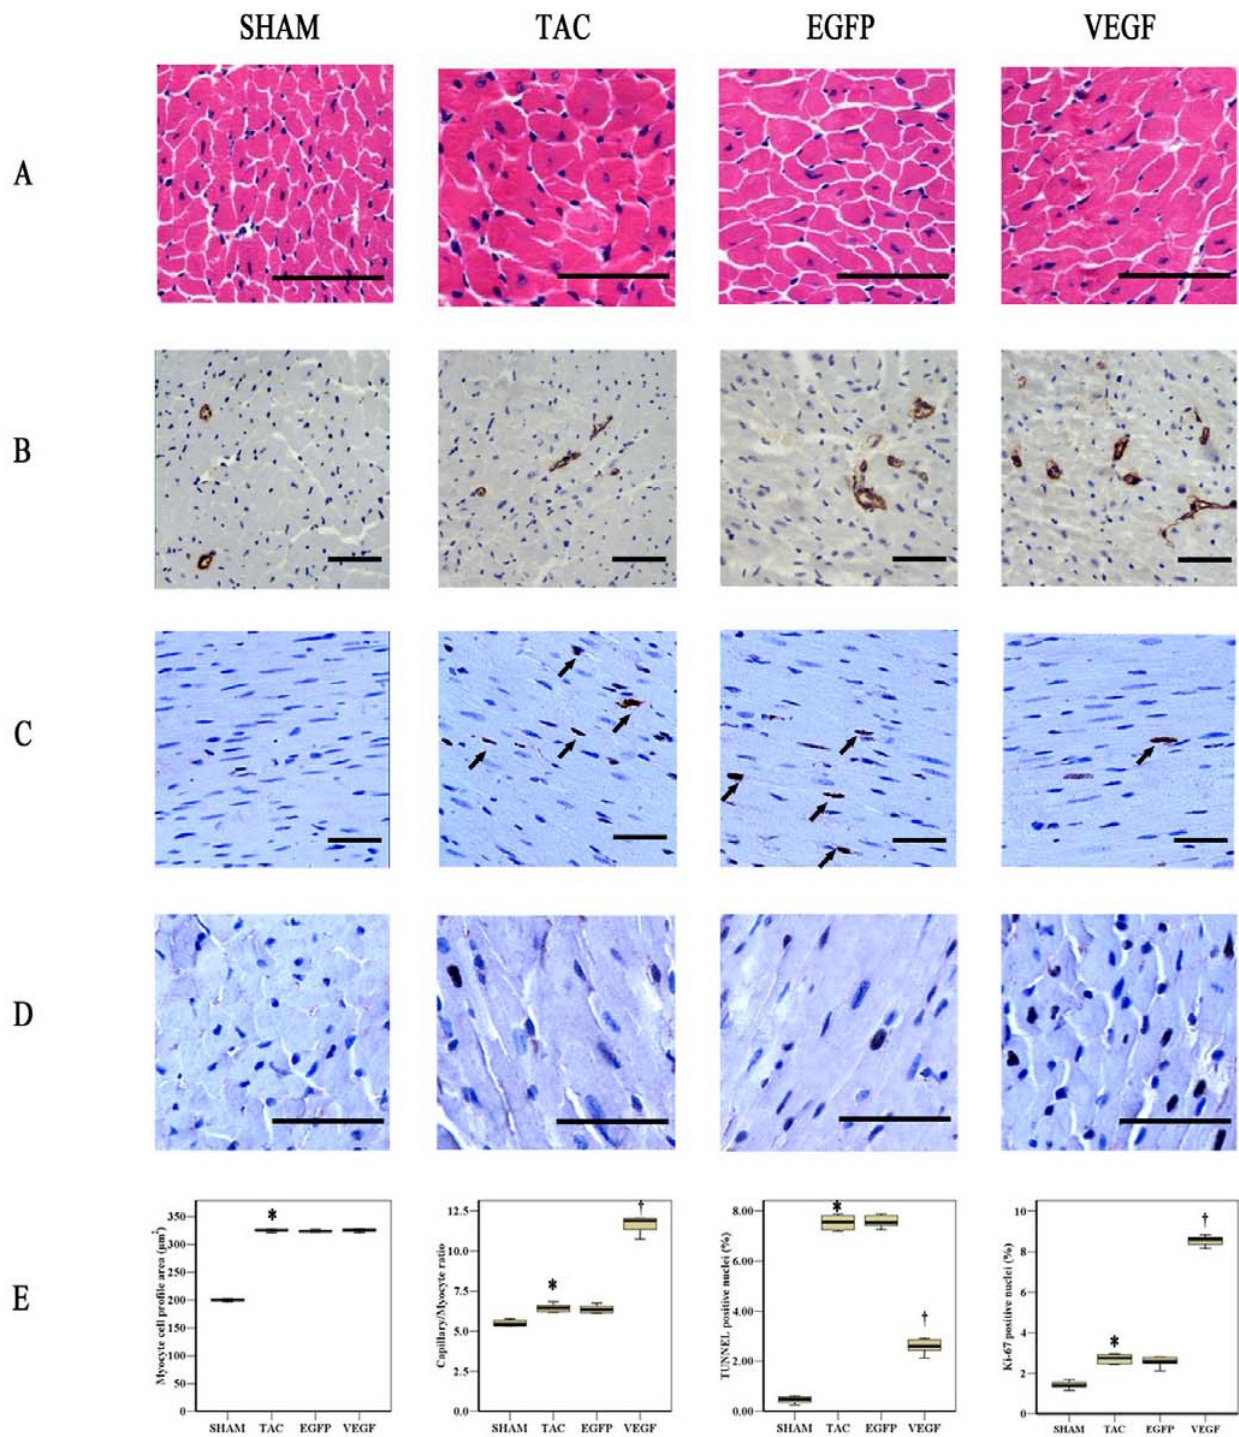 SHAM TAC EGFP VEGF
A
B
C
D
E
Myocyte cell profile area (µm²)
350
300
250
200
150
100
50
0
*
SHAM TAC EGFP VEGF
Capillary/Myocyte ratio
12.5
10.0
7.5
5.0
2.5
0.0
*
†
SHAM TAC EGFP VEGF
TUNNEL positive nuclei (%)
8.00
6.00
4.00
2.00
0.00
*
†
SHAM TAC EGFP VEGF
Ki-67 positive nuclei (%)
10
8
6
4
2
0
*
†
SHAM TAC EGFP VEGF